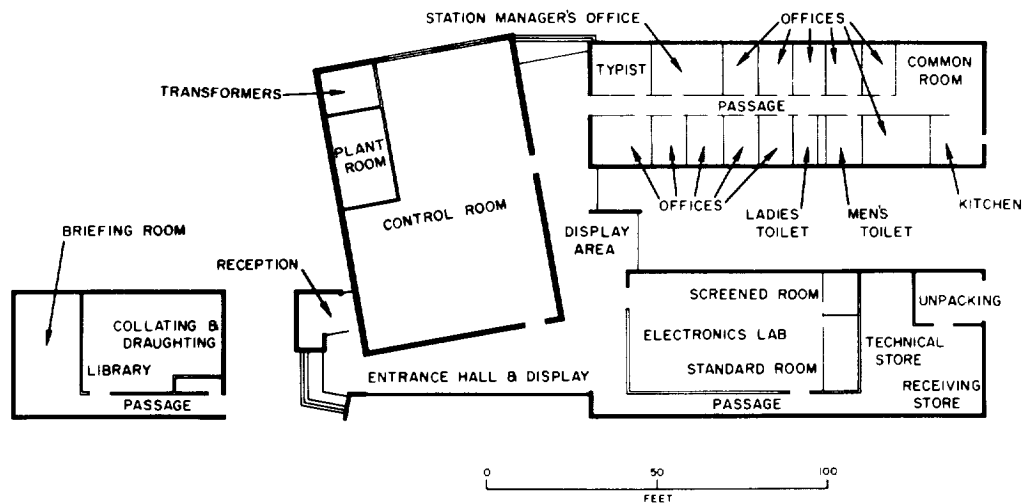 STATION MANAGER'S OFFICE
OFFICES
TYPIST
COMMON
ROOM
TRANSFORMERS
PASSAGE
PLANT
ROOM
CONTROL ROOM
OFFICES
LADIES'
TOILET
MEN'S
TOILET
KITCHEN
BRIEFING ROOM
RECEPTION
DISPLAY
AREA
COLLATING &
DRAUGHTING
LIBRARY
PASSAGE
SCREENED ROOM
UNPACKING
ELECTRONICS LAB
TECHNICAL
STORE
STANDARD ROOM
ENTRANCE HALL & DISPLAY
RECEIVING
STORE
PASSAGE
0 50 100
FEET